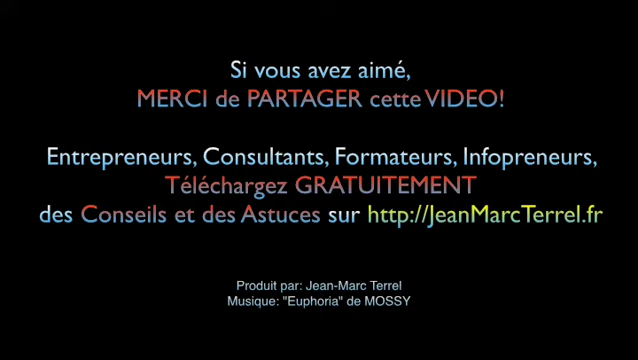 Si vous avez aimé,
MERCI de PARTAGER cette VIDEO!
Entrepreneurs, Consultants, Formateurs, Infopreneurs,
Téléchargez GRATUITEMENT
des Conseils et des Astuces sur http://JeanMarcTerrel.fr
Produit par: Jean-Marc Terrel
Musique: "Euphoria" de MOSSY